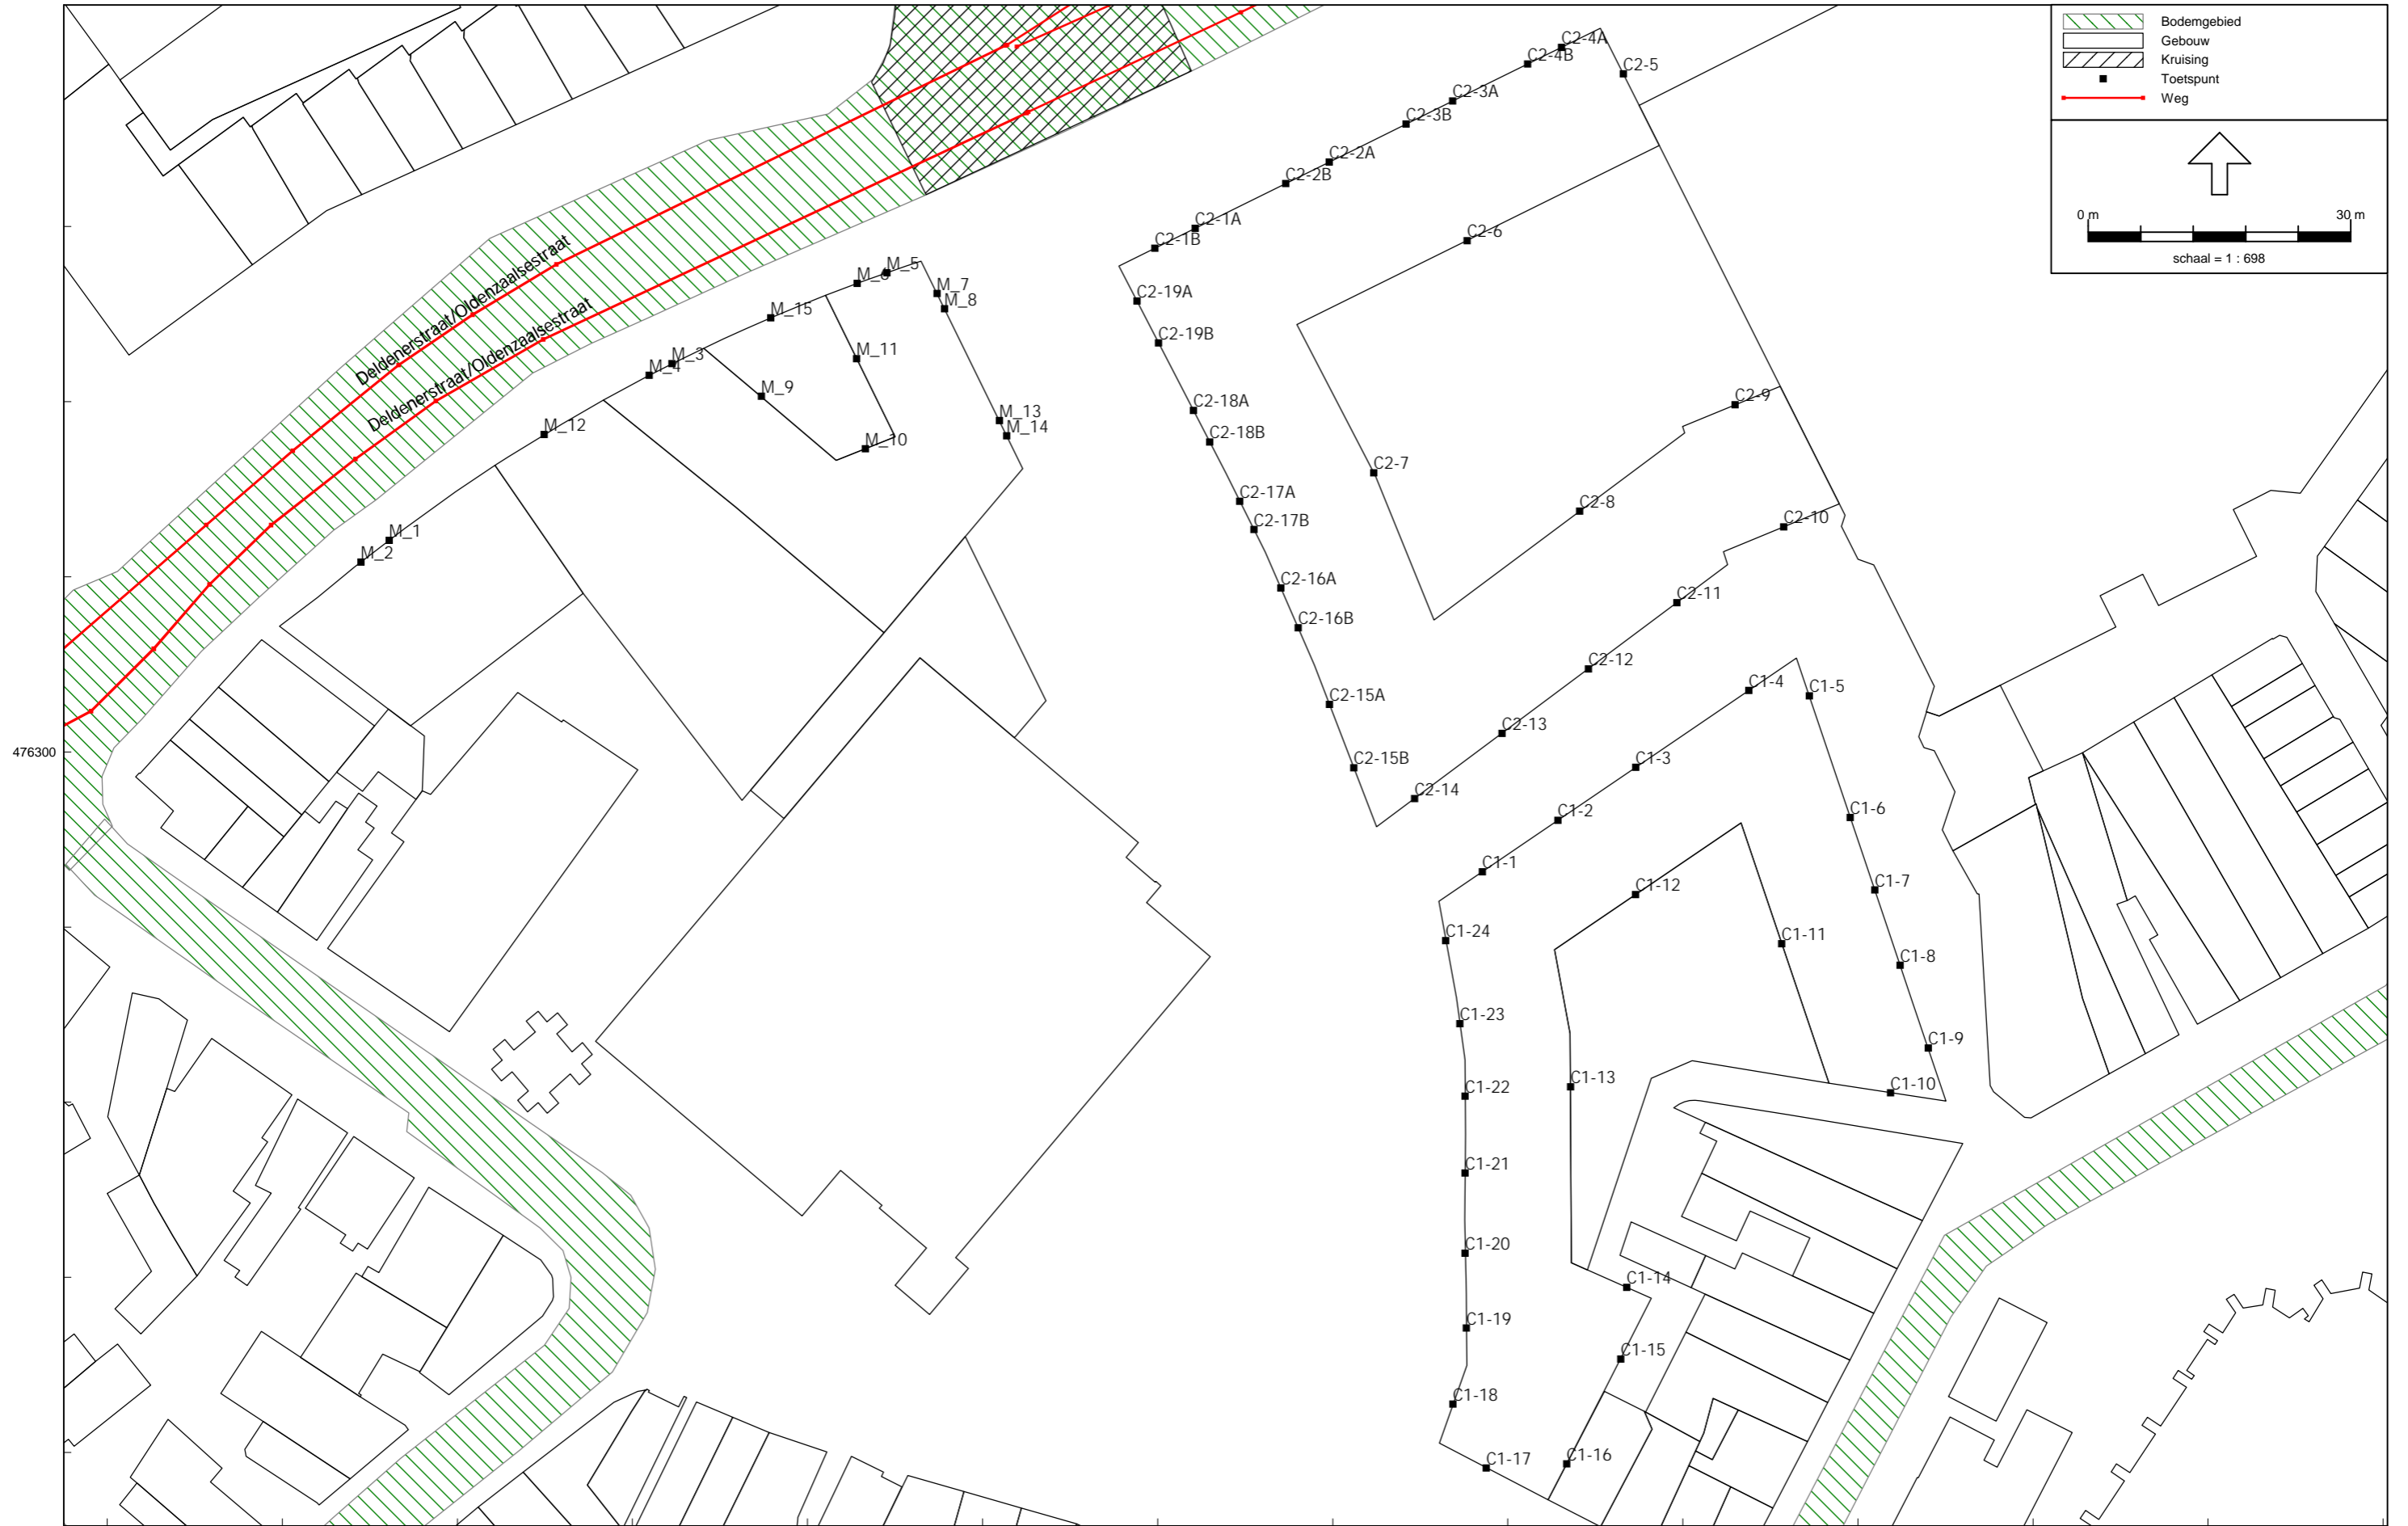 Bodemgebied
Gebouw
Kruising
Toetspunt
Weg
0 m
30 m
schaal = 1 : 698
C2-4A
C2-4B
C2-5
C2-3A
C2-3B
C2-2A
C2-2B
C2-1A
C2-1B
C2-6
Deldenerstraat/Oldenzaalsestraat
Deldenerstraat/Oldenzaalsestraat
M_5
M_6
M_7
M_8
M_15
C2-19A
C2-19B
M_3
M_4
M_11
M_9
M_12
M_13
M_14
M_10
C2-18A
C2-18B
C2-9
C2-7
C2-17A
C2-17B
C2-8
C2-10
M_1
M_2
C2-16A
C2-16B
C2-11
C2-12
C1-4
C1-5
C2-15A
C2-13
476300
C2-15B
C1-3
C2-14
C1-2
C1-6
C1-1
C1-12
C1-7
C1-24
C1-11
C1-8
C1-23
C1-9
C1-22
C1-13
C1-10
C1-21
C1-20
C1-14
C1-19
C1-15
C1-18
C1-17
C1-16